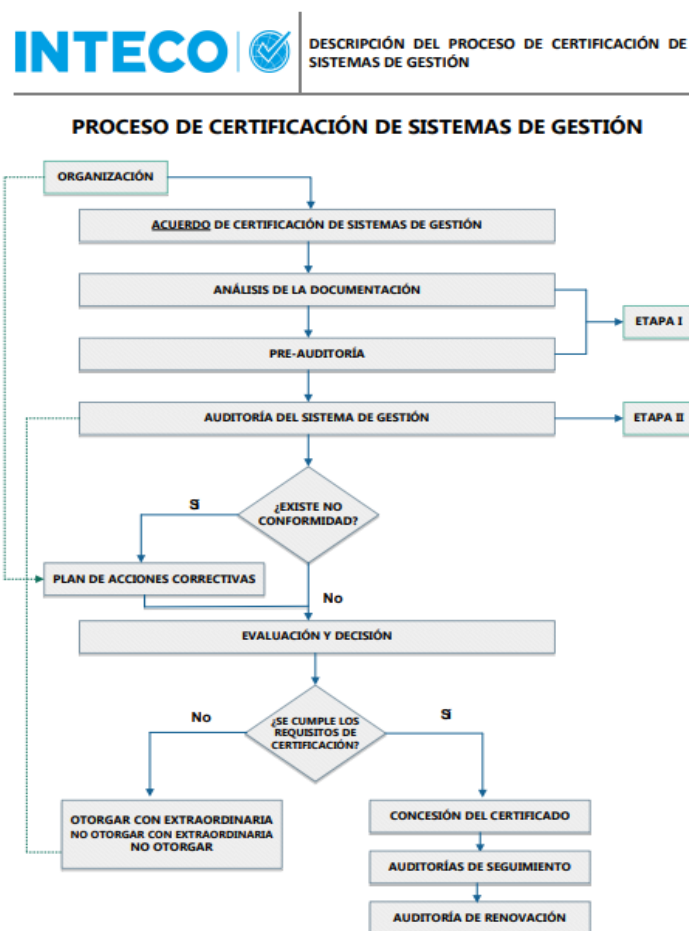 INTECO
DESCRIPCIÓN DEL PROCESO DE CERTIFICACIÓN DE
SISTEMAS DE GESTIÓN
PROCESO DE CERTIFICACIÓN DE SISTEMAS DE GESTIÓN
ORGANIZACIÓN
ACUERDO DE CERTIFICACIÓN DE SISTEMAS DE GESTIÓN
ANÁLISIS DE LA DOCUMENTACIÓN
ETAPA I
PRE-AUDITORÍA
AUDITORÍA DEL SISTEMA DE GESTIÓN
ETAPA II
Sí
¿EXISTE NO
CONFORMIDAD?
PLAN DE ACCIONES CORRECTIVAS
No
EVALUACIÓN Y DECISIÓN
No
¿SE CUMPLE LOS
REQUISITOS DE
CERTIFICACIÓN?
Sí
OTORGAR CON EXTRAORDINARIA
NO OTORGAR CON EXTRAORDINARIA
NO OTORGAR
CONCESIÓN DEL CERTIFICADO
AUDITORÍAS DE SEGUIMIENTO
AUDITORÍA DE RENOVACIÓN